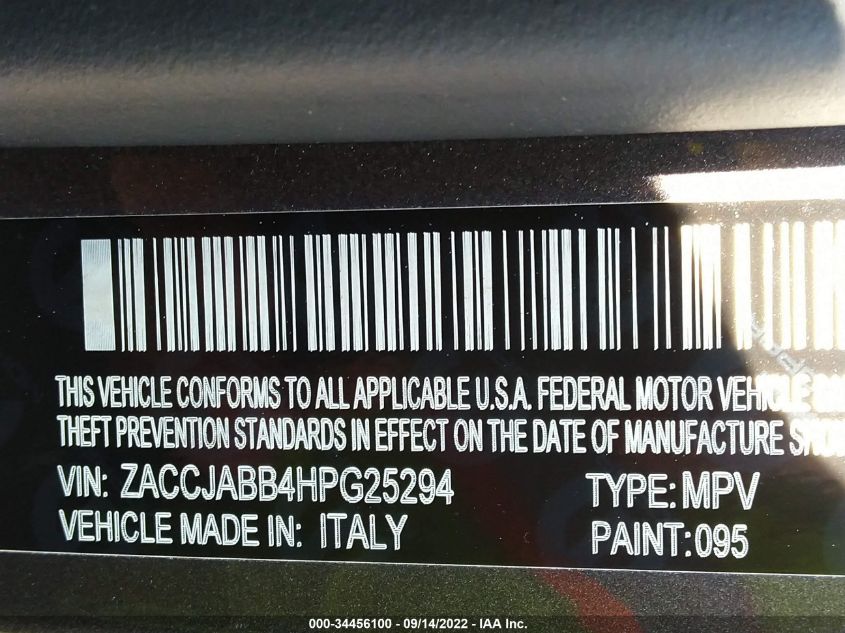 THIS VEHICLE CONFORMS TO ALL APPLICABLE U.S.A. FEDERAL MOTOR VEHICLE
THEFT PREVENTION STANDARDS IN EFFECT ON THE DATE OF MANUFACTURE
VIN: ZACCJABB4HPG25294 TYPE: MPV
VEHICLE MADE IN: ITALY PAINT: 095
000-34456100 - 09/14/2022 - IAA Inc.